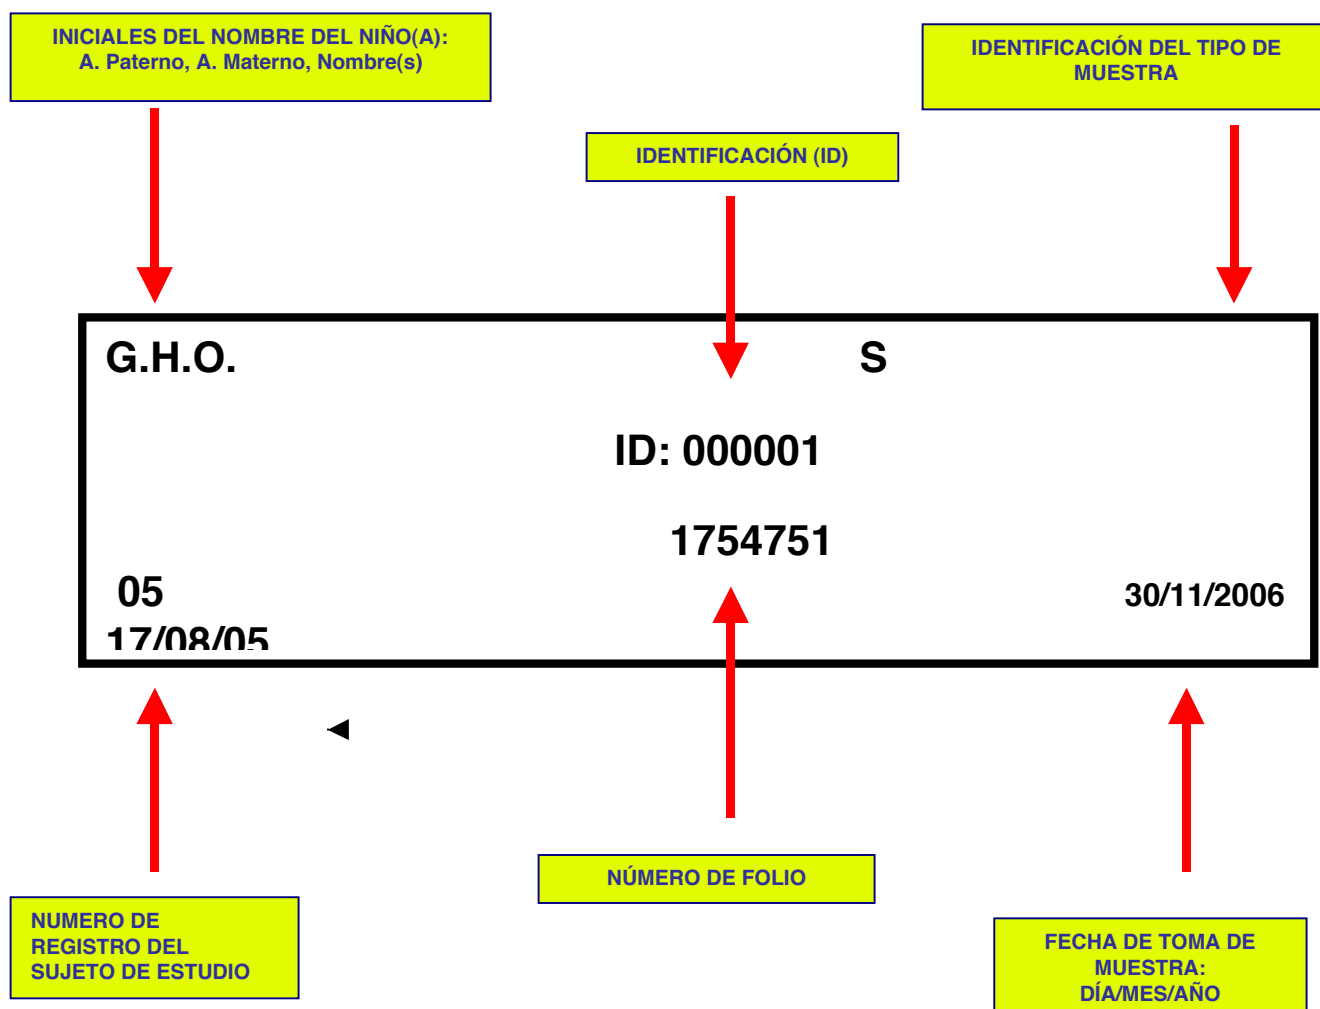 INICIALES DEL NOMBRE DEL NIÑO(A):
A. Paterno, A. Materno, Nombre(s)
IDENTIFICACIÓN DEL TIPO DE
MUESTRA
IDENTIFICACIÓN (ID)
G.H.O.
S
ID: 000001
1754751
05
30/11/2006
17/08/05
NÚMERO DE FOLIO
NUMERO DE
REGISTRO DEL
SUJETO DE ESTUDIO
FECHA DE TOMA DE
MUESTRA:
DÍA/MES/AÑO